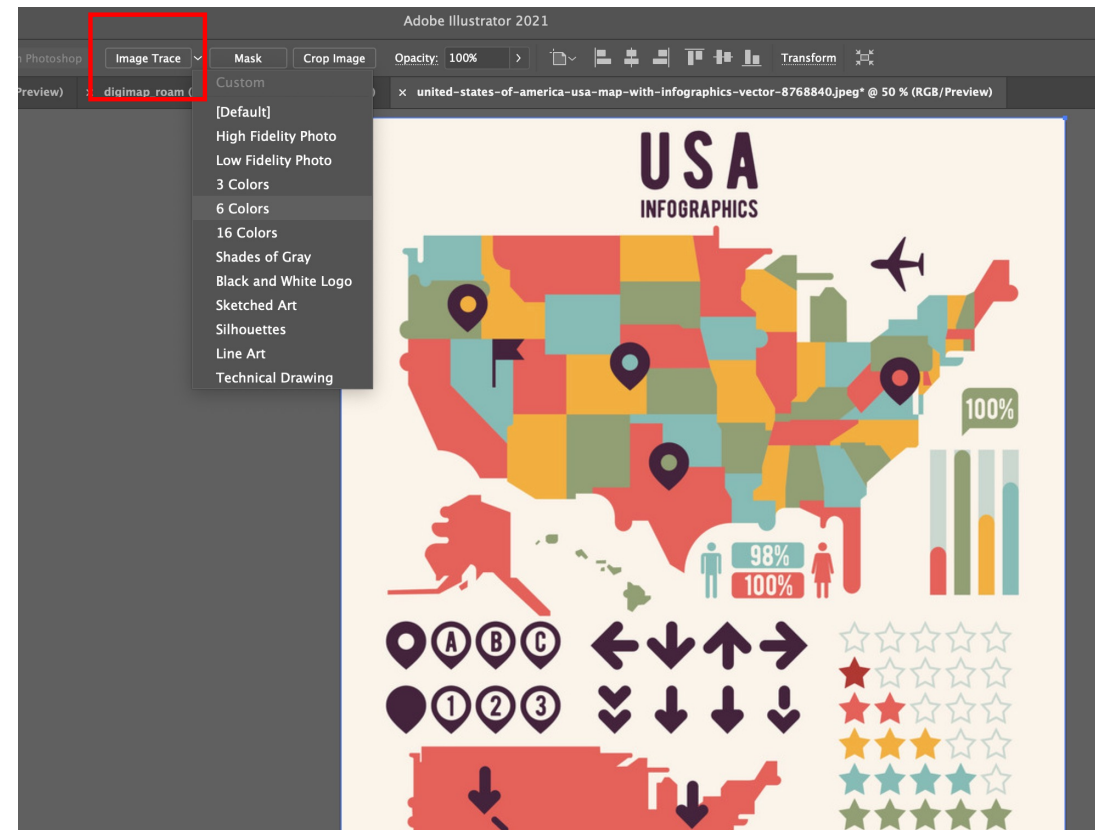 Adobe Illustrator 2021
n Photoshop
Image Trace
Mask
Crop Image
Opacity: 100%
Transform
Preview)
× digimap_roam (
)
× united-states-of-america-usa-map-with-infographics-vector-8768840.jpeg* @ 50 % (RGB/Preview)
Custom
[Default]
High Fidelity Photo
Low Fidelity Photo
3 Colors
6 Colors
16 Colors
Shades of Gray
Black and White Logo
Sketched Art
Silhouettes
Line Art
Technical Drawing
USA
INFOGRAPHICS
100%
98%
100%
A B C
1 2 3